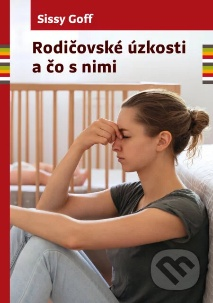 Sissy Goff
Rodičovské úzkosti
a čo s nimi